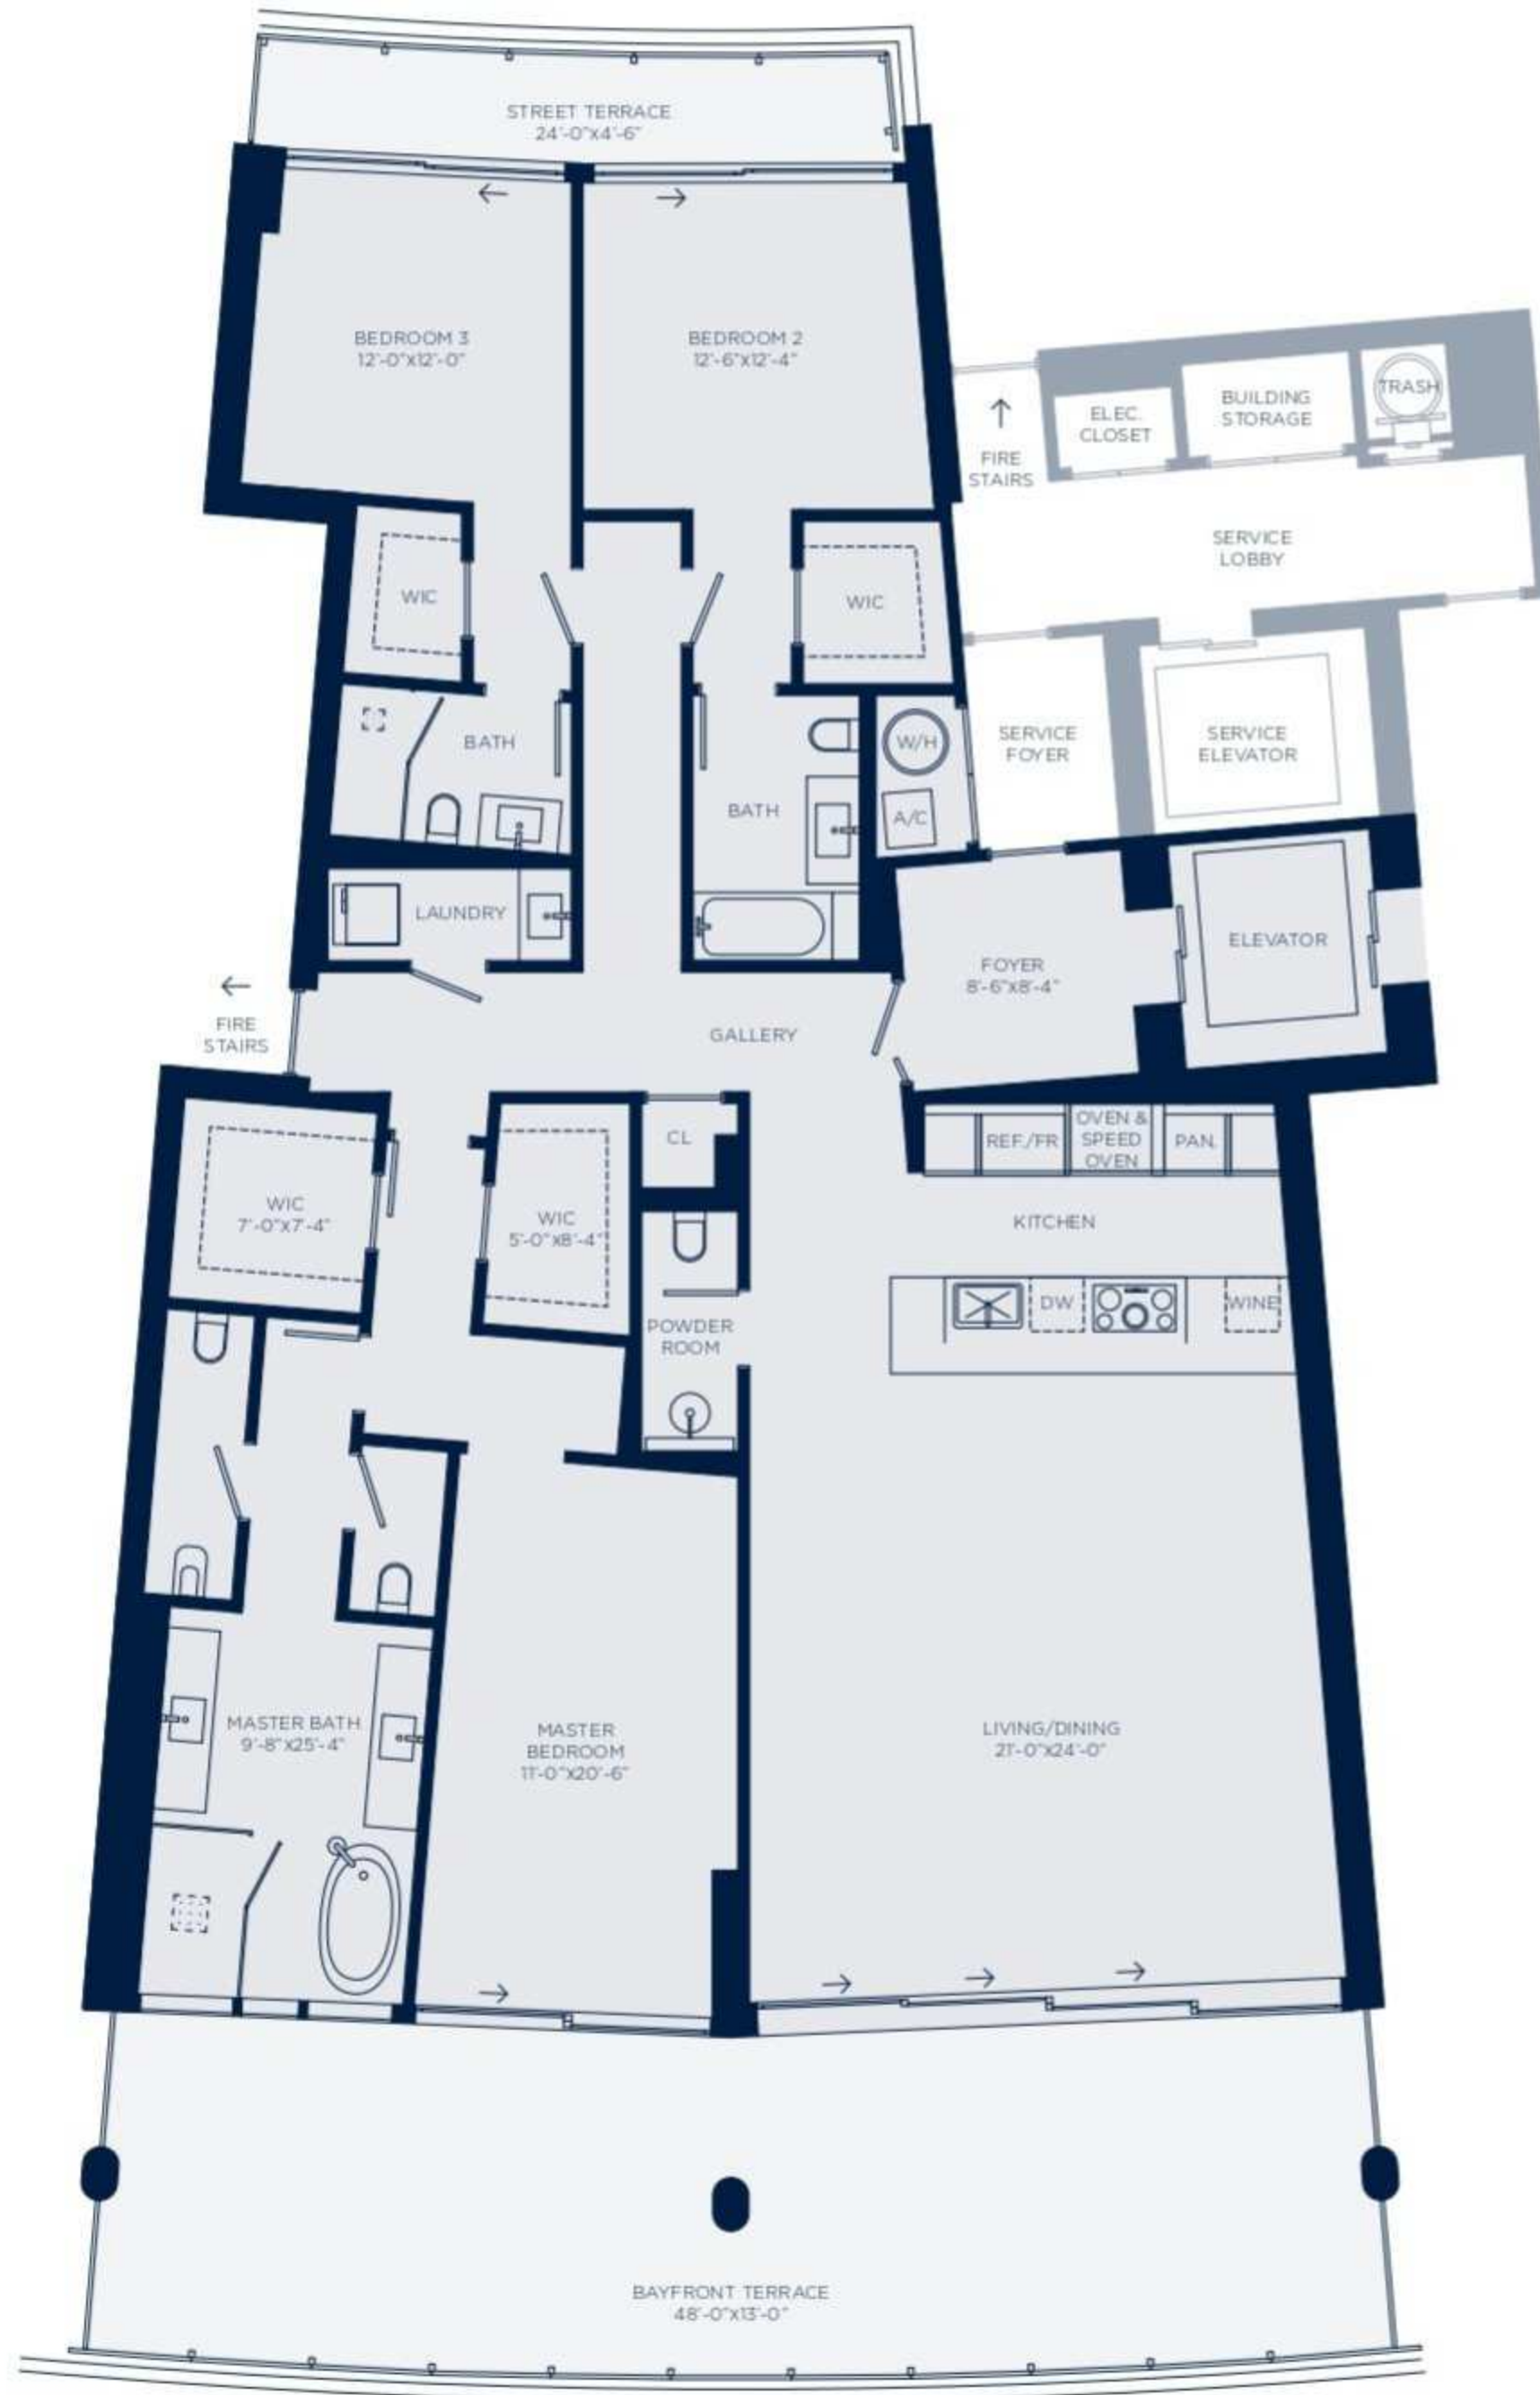 STREET TERRACE
24'-0"x4'-6"
BEDROOM 3
12'-0"x12'-0"
BEDROOM 2
12'-6"x12'-4"
ELEC.
CLOSET
BUILDING
STORAGE
TRASH
FIRE
STAIRS
SERVICE
LOBBY
WIC
WIC
BATH
BATH
W/H
A/C
SERVICE
FOYER
SERVICE
ELEVATOR
LAUNDRY
FOYER
8'-6"x8'-4"
ELEVATOR
FIRE
STAIRS
GALLERY
CL
REF./FR
OVEN &
SPEED
OVEN
PAN.
WIC
7'-0"x7'-4"
WIC
5'-0"x8'-4"
KITCHEN
DW
WINE
POWDER
ROOM
MASTER BATH
9'-8"x25'-4"
MASTER
BEDROOM
11'-0"x20'-6"
LIVING/DINING
21'-0"x24'-0"
BAYFRONT TERRACE
48'-0"x13'-0"